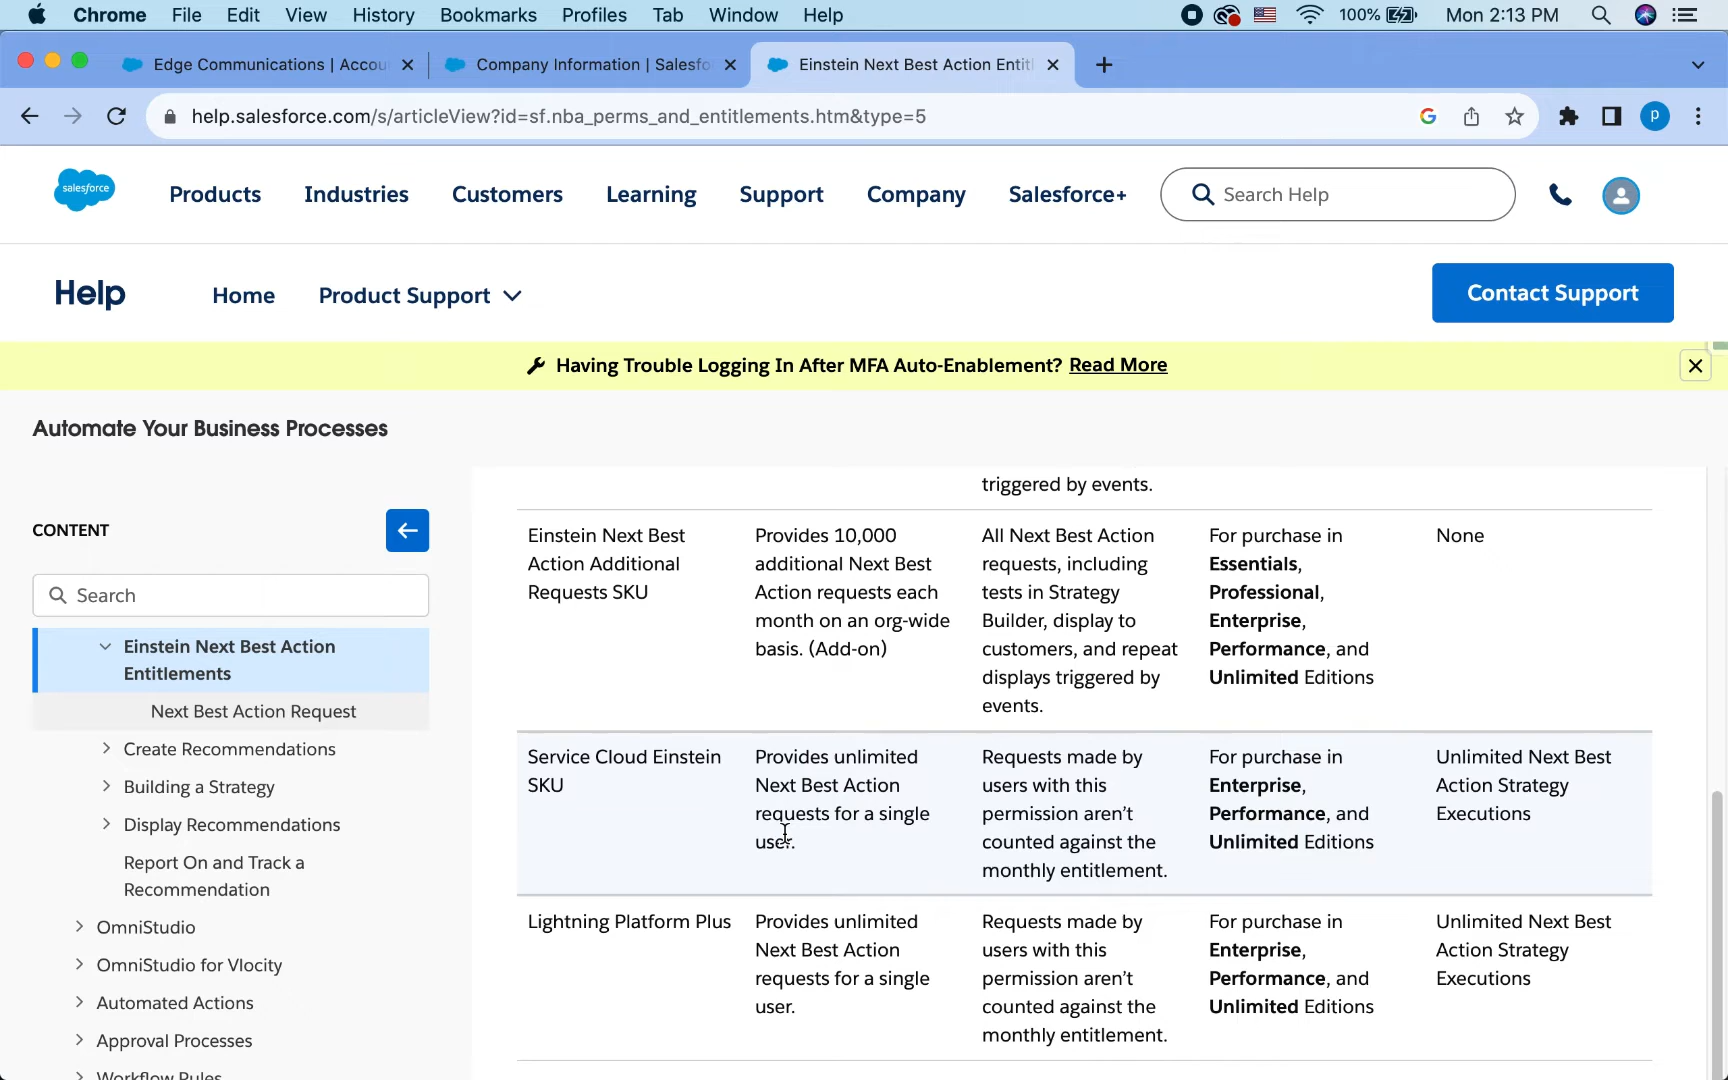 Chrome File Edit View History Bookmarks Profiles Tab Window Help 100% Mon 2:13 PM
Edge Communications | Accou Company Information | Salesfo Einstein Next Best Action Entit
help.salesforce.com/s/articleView?id=sf.nba_perms_and_entitlements.htm&type=5 p
salesforce Products Industries Customers Learning Support Company Salesforce+ Search Help
Help Home Product Support Contact Support
Having Trouble Logging In After MFA Auto-Enablement? Read More
Automate Your Business Processes
CONTENT
Search
Einstein Next Best Action
Entitlements
Next Best Action Request
Create Recommendations
Building a Strategy
Display Recommendations
Report On and Track a
Recommendation
OmniStudio
OmniStudio for Vlocity
Automated Actions
Approval Processes
Workflow Rules
triggered by events.
Einstein Next Best
Action Additional
Requests SKU
Provides 10,000
additional Next Best
Action requests each
month on an org-wide
basis. (Add-on)
All Next Best Action
requests, including
tests in Strategy
Builder, display to
customers, and repeat
displays triggered by
events.
For purchase in
Essentials,
Professional,
Enterprise,
Performance, and
Unlimited Editions
None
Service Cloud Einstein
SKU
Provides unlimited
Next Best Action
requests for a single
user.
Requests made by
users with this
permission aren't
counted against the
monthly entitlement.
For purchase in
Enterprise,
Performance, and
Unlimited Editions
Unlimited Next Best
Action Strategy
Executions
Lightning Platform Plus
Provides unlimited
Next Best Action
requests for a single
user.
Requests made by
users with this
permission aren't
counted against the
monthly entitlement.
For purchase in
Enterprise,
Performance, and
Unlimited Editions
Unlimited Next Best
Action Strategy
Executions